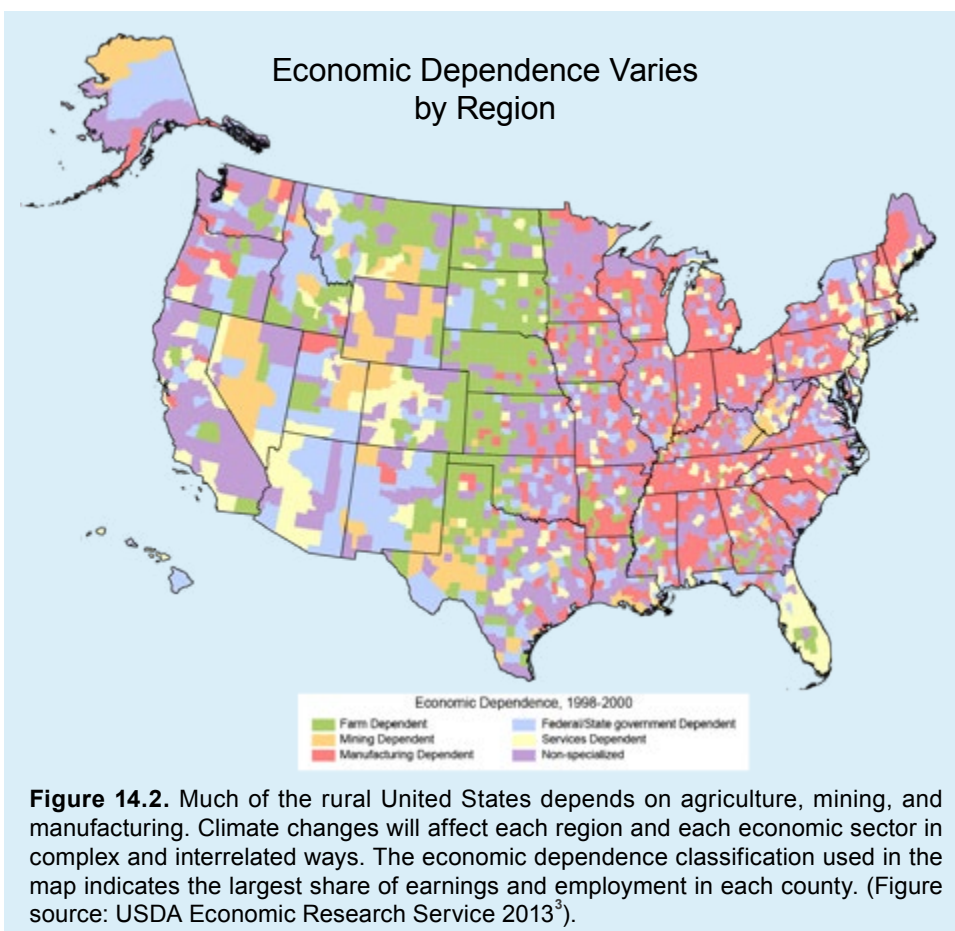 Economic Dependence Varies
by Region
Economic Dependence, 1998-2000
Farm Dependent
Mining Dependent
Manufacturing Dependent
Federal/State government Dependent
Services Dependent
Non-specialized
Figure 14.2. Much of the rural United States depends on agriculture, mining, and
manufacturing. Climate changes will affect each region and each economic sector in
complex and interrelated ways. The economic dependence classification used in the
map indicates the largest share of earnings and employment in each county. (Figure
source: USDA Economic Research Service 2013³).